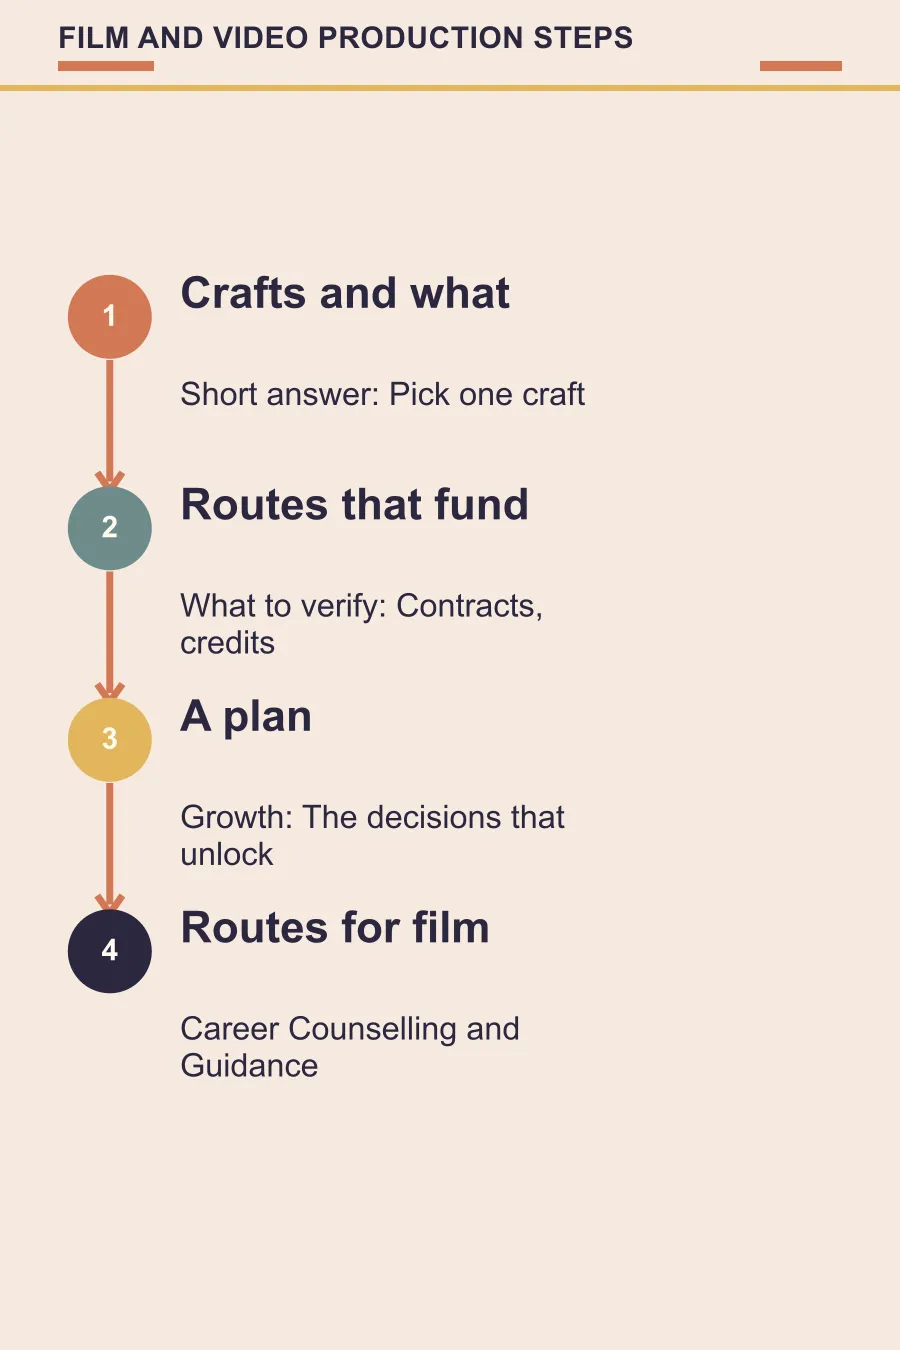 FILM AND VIDEO PRODUCTION STEPS
1
Crafts and what
Short answer: Pick one craft
2
Routes that fund
What to verify: Contracts,
credits
3
A plan
Growth: The decisions that
unlock
4
Routes for film
Career Counselling and
Guidance